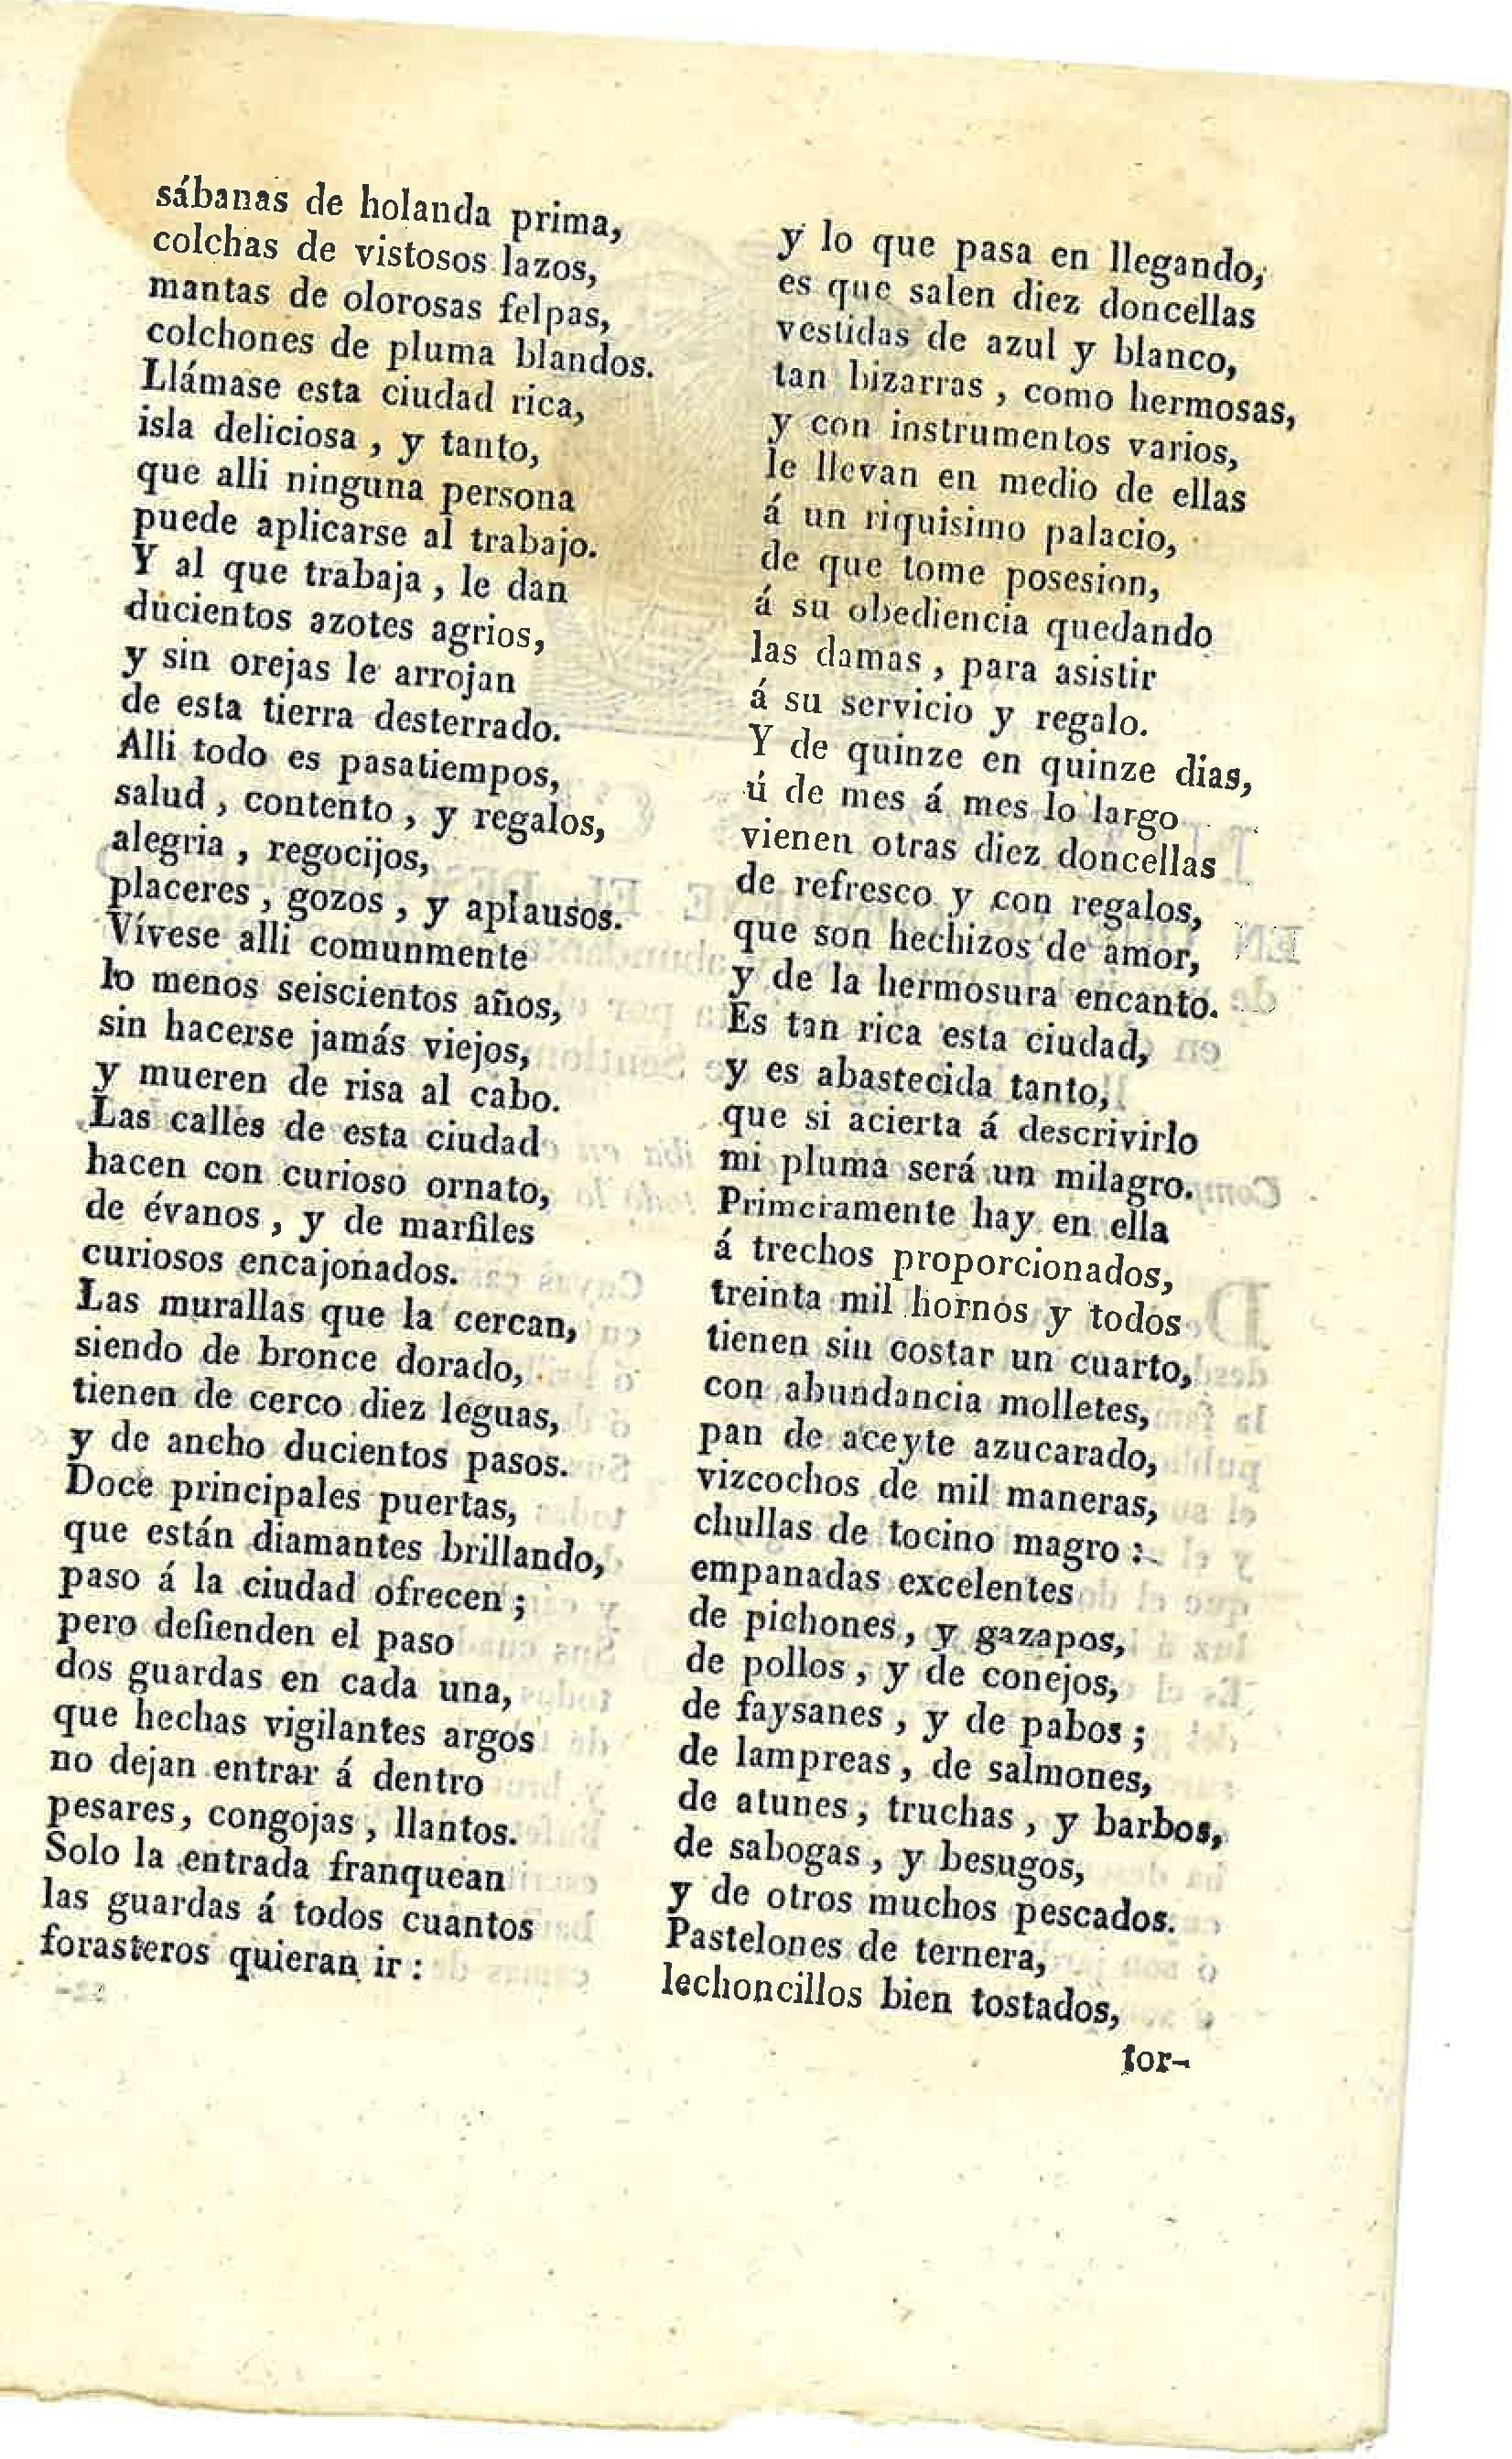 sábanas de holanda prima,
colchas de vistosos lazos,
mantas de olorosas felpas,
colchones de pluma blandos.
Llámase esta ciudad rica,
isla deliciosa , y tanto,
que alli ninguna persona
puede aplicarse al trabajo.
Y al que trabaja , le dan
ducientos azotes agrios,
y sin orejas le arrojan
de esta tierra desterrado.
Alli todo es pasatiempos,
salud , contento , y regalos,
alegria , regocijos,
placeres , gozos , y aplausos.
Vívese alli comunmente
lo menos seiscientos años,
sin hacerse jamás viejos,
y mueren de risa al cabo.
Las calles de esta ciudad
hacen con curioso ornato,
de évanos , y de marfiles
curiosos encajonados.
Las murallas que la cercan,
siendo de bronce dorado,
tienen de cerco diez leguas,
y de ancho ducientos pasos.
Doce principales puertas,
que están diamantes brillando,
paso á la ciudad ofrecen ;
pero defienden el paso
dos guardas en cada una,
que hechas vigilantes argos
no dejan entrar á dentro
pesares, congojas , llantos.
Solo la entrada franquean
las guardas á todos cuantos
forasteros quieran ir :
y lo que pasa en llegando,
es que salen diez doncellas
vestidas de azul y blanco,
tan bizarras , como hermosas,
y con instrumentos varios,
le llevan en medio de ellas
á un riquisimo palacio,
de que tome posesion,
á su obediencia quedando
las damas , para asistir
á su servicio y regalo.
Y de quinze en quinze dias,
ú de mes á mes lo largo
vienen otras diez doncellas
de refresco y con regalos,
que son hechizos de amor,
y de la hermosura encanto.
Es tan rica esta ciudad,
y es abastecida tanto,
que si acierta á descrivirlo
mi pluma será un milagro.
Primeramente hay en ella
á trechos proporcionados,
treinta mil hornos y todos
tienen sin costar un cuarto,
con abundancia molletes,
pan de aceyte azucarado,
vizcochos de mil maneras,
chullas de tocino magro :
empanadas excelentes
de pichones , y gazapos,
de pollos , y de conejos,
de faysanes , y de pabos ;
de lampreas , de salmones,
de atunes , truchas , y barbos,
de sabogas , y besugos,
y de otros muchos pescados.
Pastelones de ternera,
lechoncillos bien tostados,
tor-